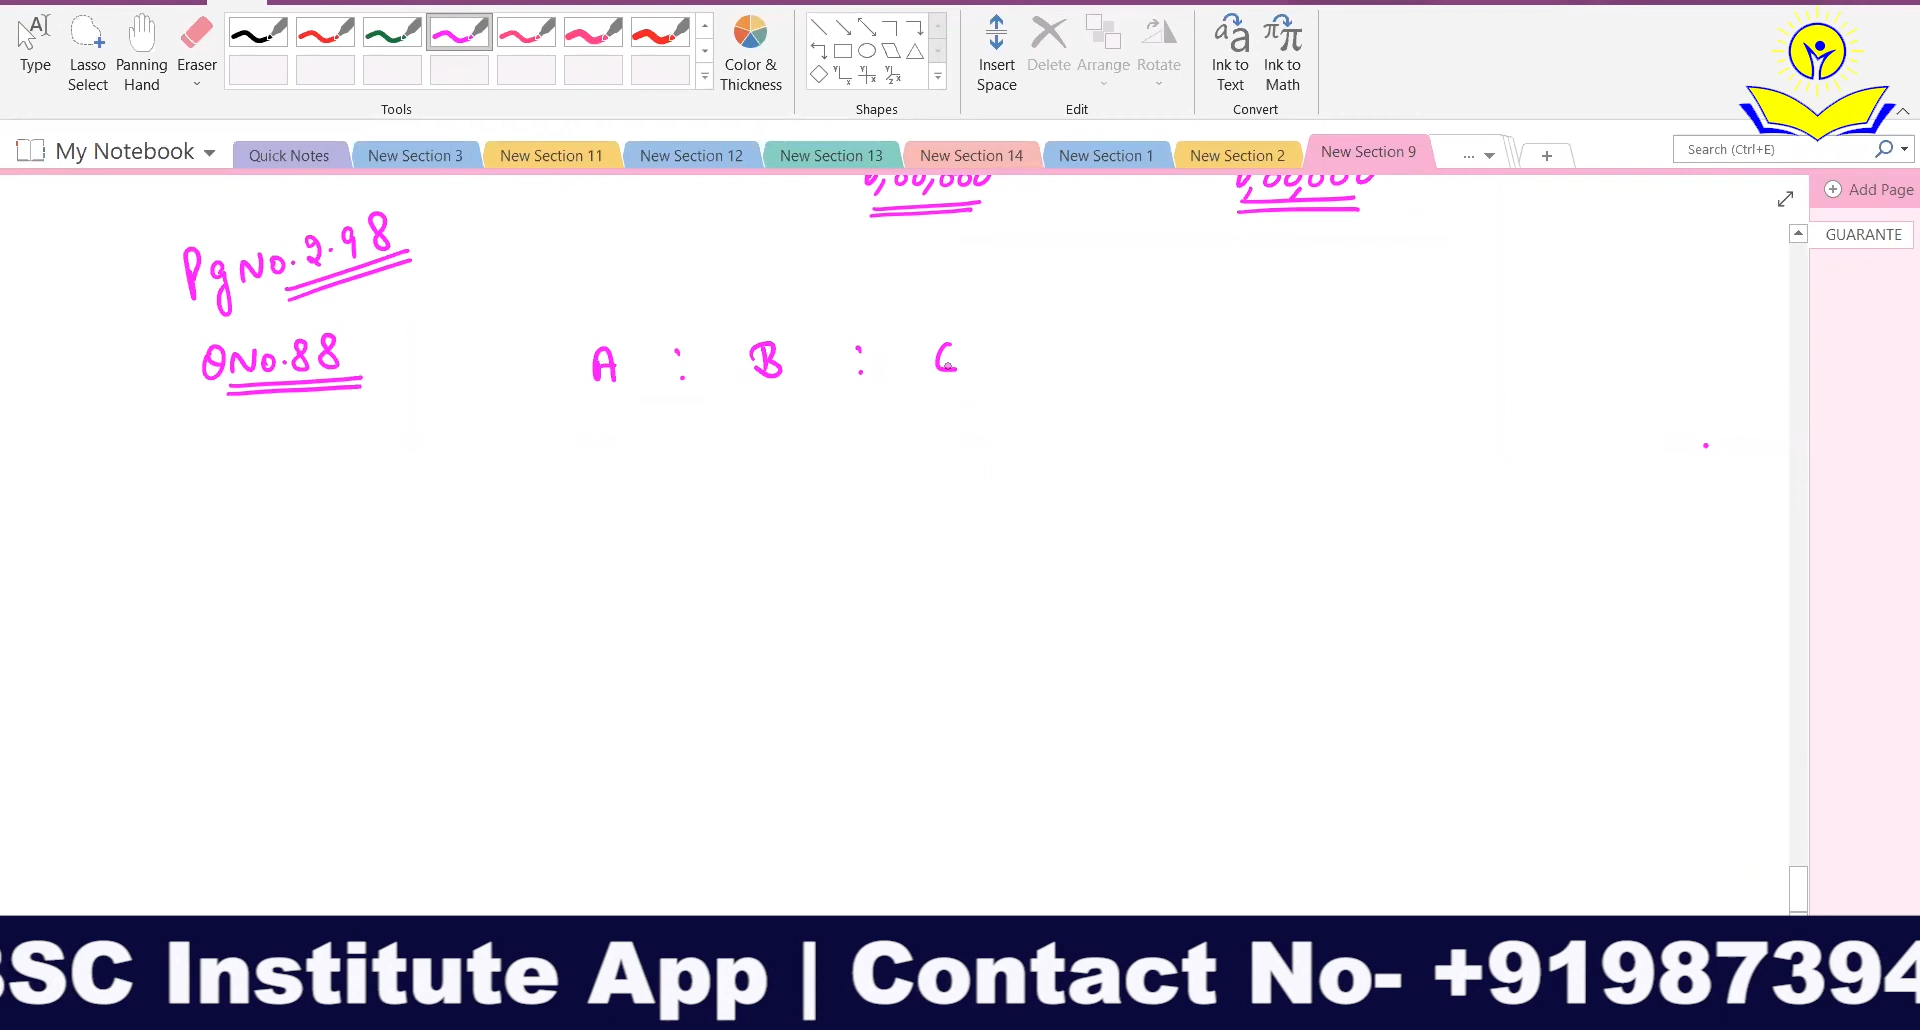 Type
Lasso Select
Panning Hand
Eraser
Color & Thickness
Insert Space
Delete
Arrange
Rotate
Ink to Text
Ink to Math
Tools
Shapes
Edit
Convert
My Notebook
Quick Notes
New Section 3
New Section 11
New Section 12
New Section 13
New Section 14
New Section 1
New Section 2
New Section 9
...
Search (Ctrl+E)
Add Page
GUARANTE
Pg No. 2.98
QNo. 88
A : B : C
SC Institute App | Contact No- +91987394